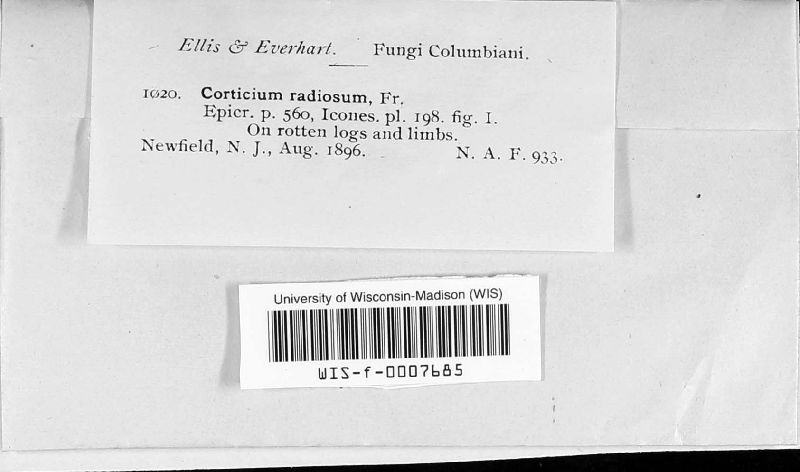 Ellis & Everhart. Fungi Columbiani.
1020. Corticium radiosum, Fr.
Epicr. p. 560, Icones. pl. 198. fig. 1.
On rotten logs and limbs.
Newfield, N. J., Aug. 1896. N. A. F. 933.
University of Wisconsin-Madison (WIS)
WIS-f-0007685